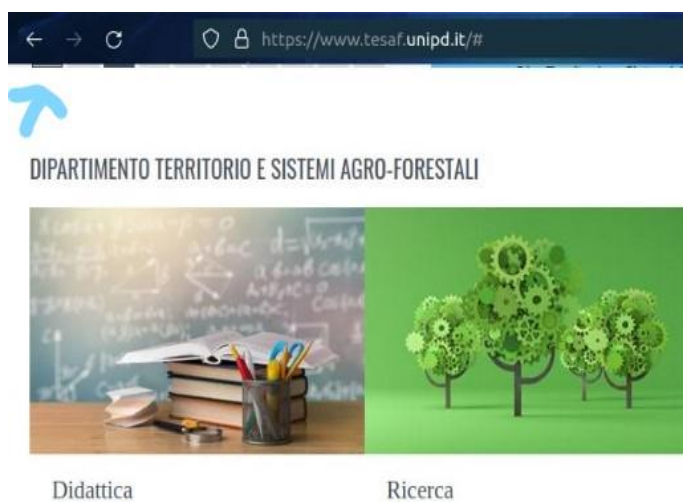 https://www.tesaf.unipd.it/#
DIPARTIMENTO TERRITORIO E SISTEMI AGRO-FORESTALI
Didattica
Ricerca